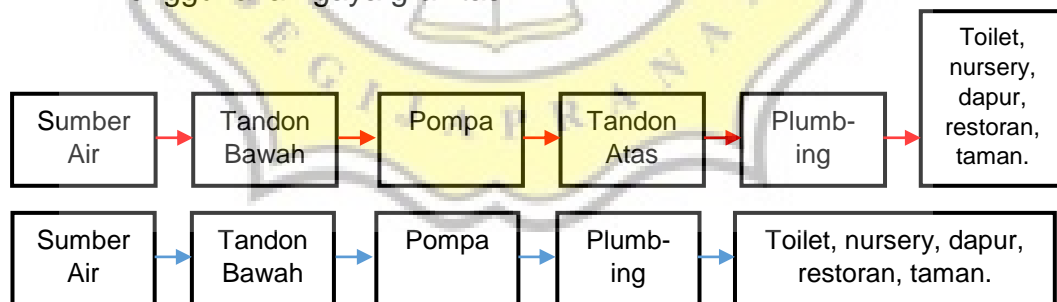 Sumber
Air
Tandon
Bawah
Pompa
Tandon
Atas
Plumb-
ing
Toilet,
nursery,
dapur,
restoran,
taman.
Sumber
Air
Tandon
Bawah
Pompa
Plumb-
ing
Toilet, nursery, dapur,
restoran, taman.